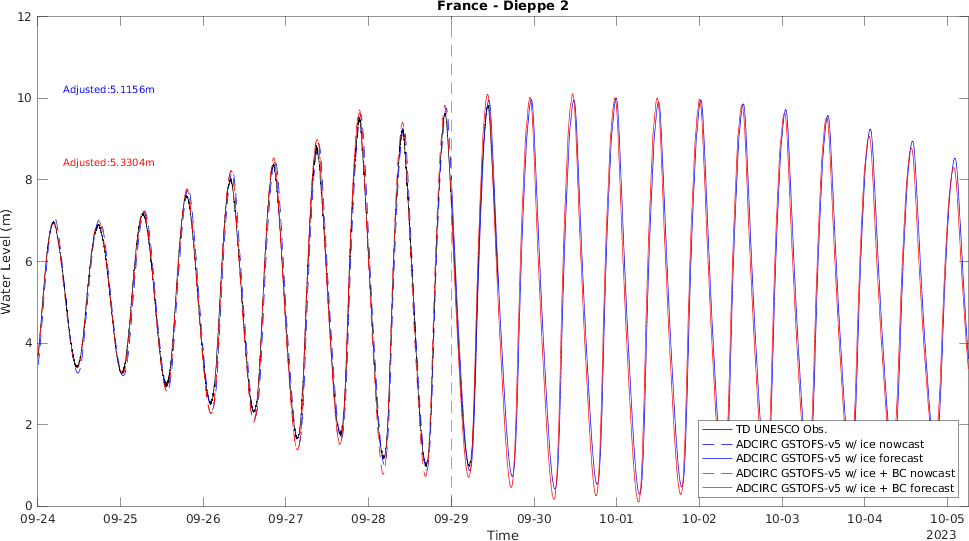 France - Dieppe 2
12
10
8
6
4
2
0
Water Level (m)
Adjusted:5.1156m
Adjusted:5.3304m
TD UNESCO Obs.
ADCIRC GSTOFS-v5 w/ ice nowcast
ADCIRC GSTOFS-v5 w/ ice forecast
ADCIRC GSTOFS-v5 w/ ice + BC nowcast
ADCIRC GSTOFS-v5 w/ ice + BC forecast
09-24 09-25 09-26 09-27 09-28 09-29 09-30 10-01 10-02 10-03 10-04 10-05
Time
2023